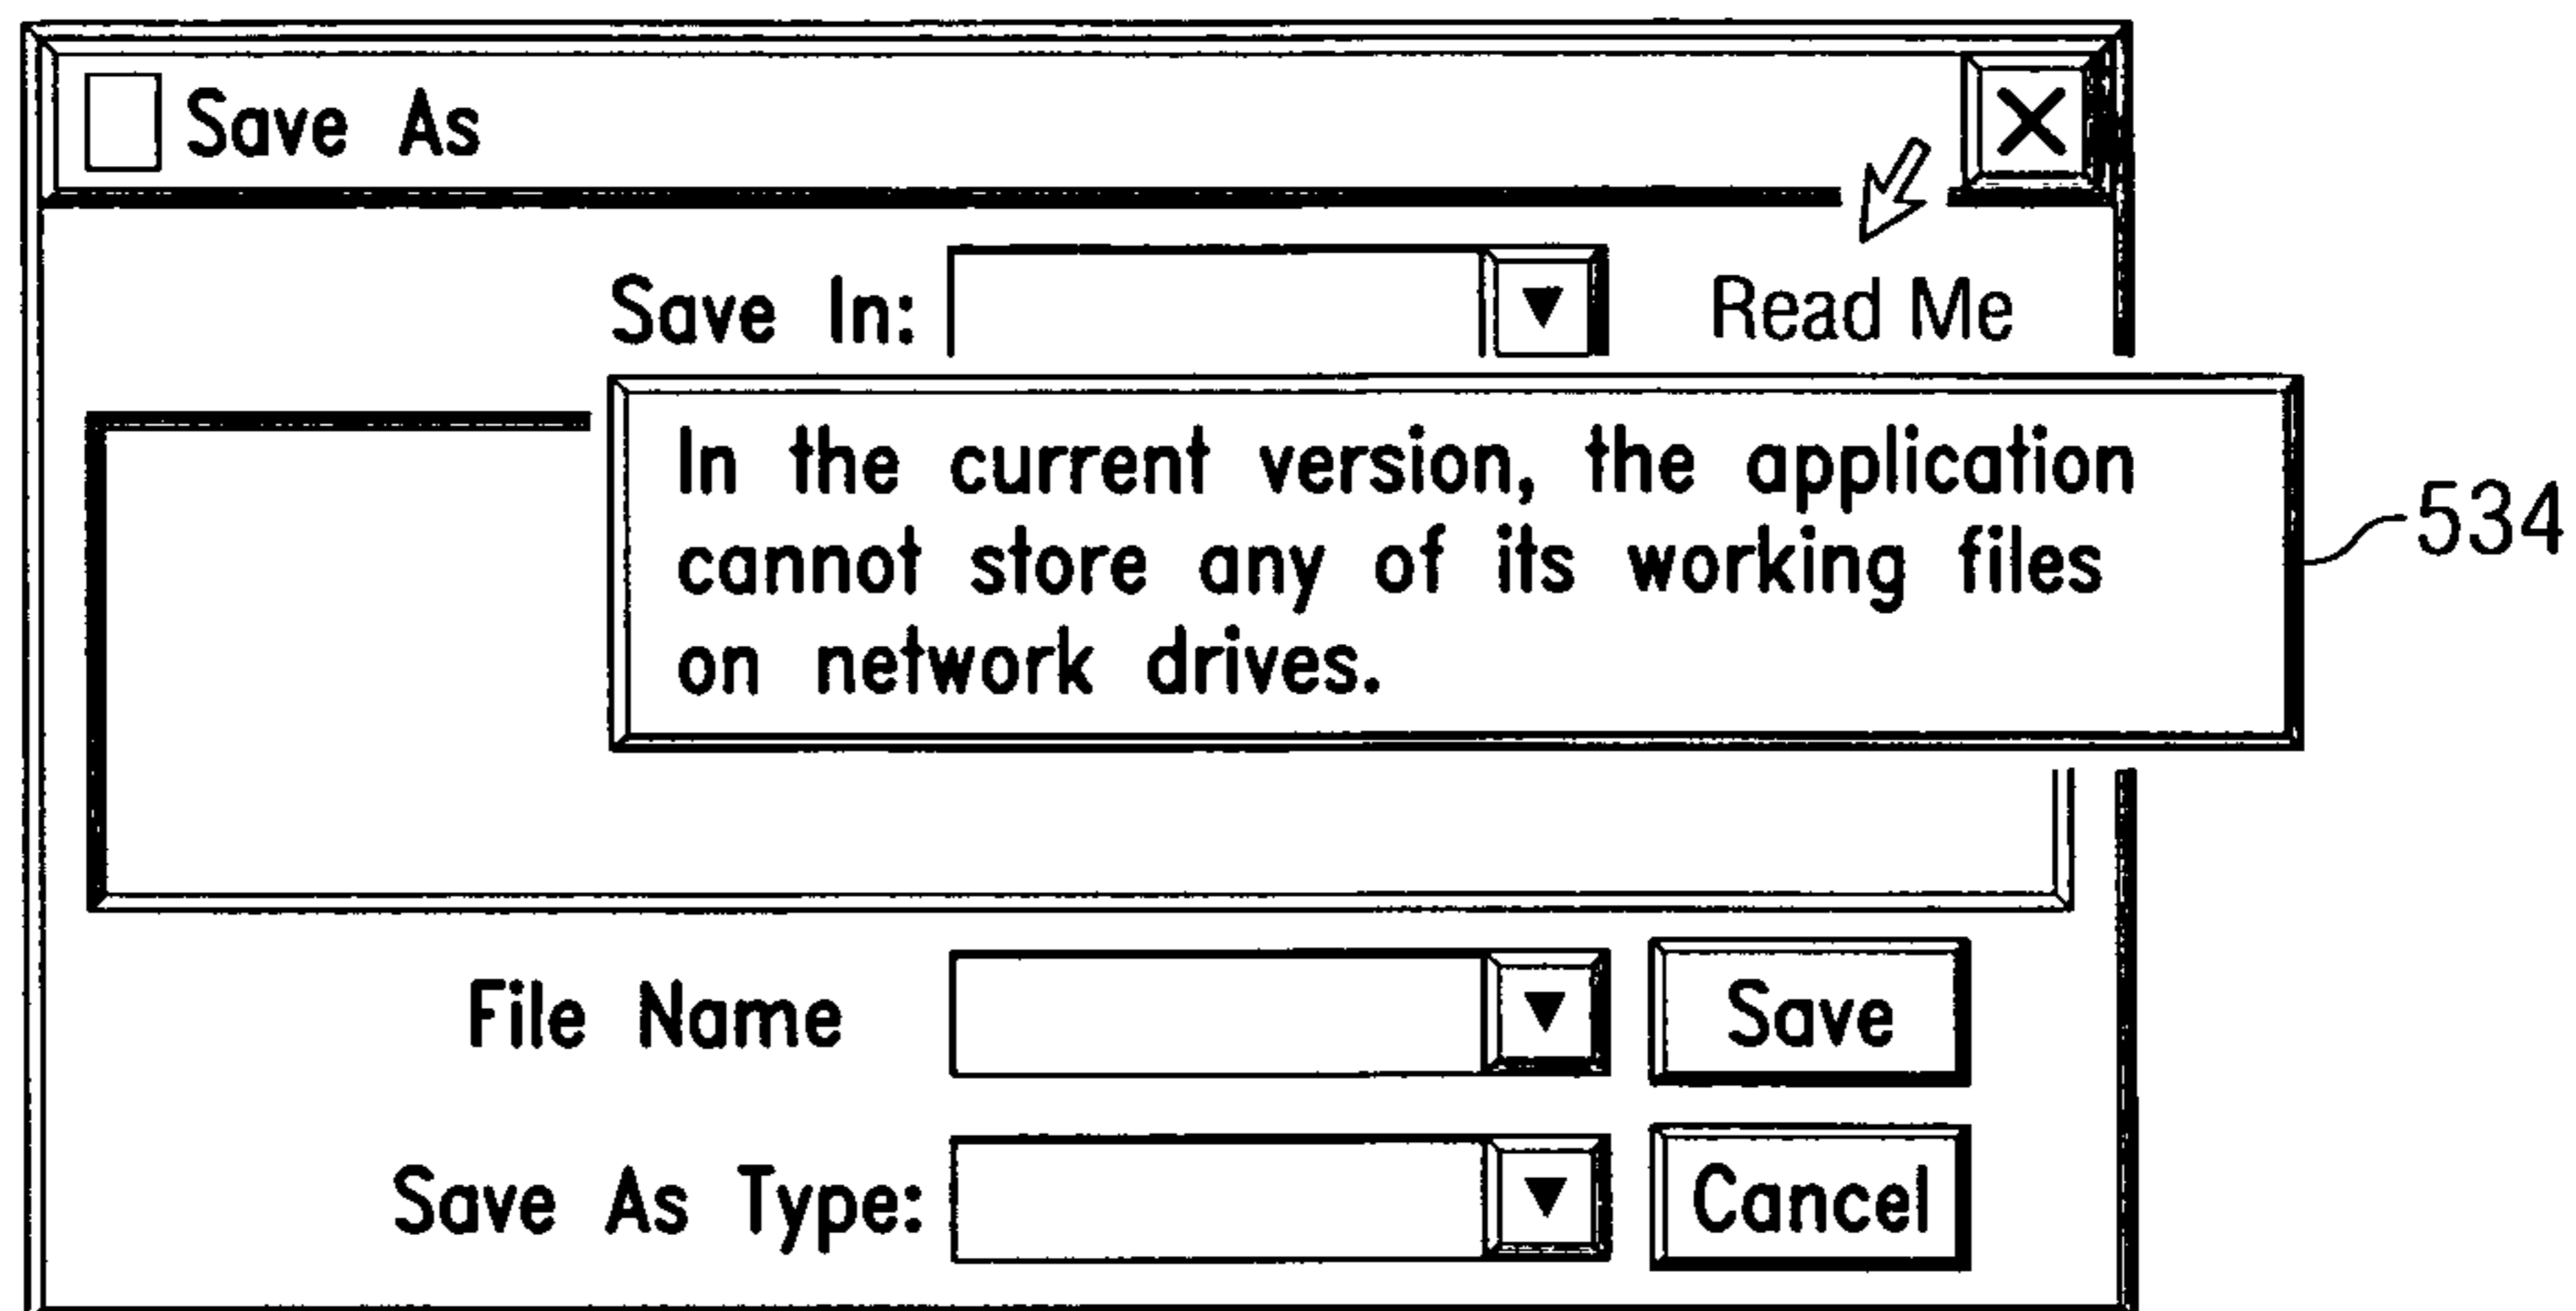 Save As
Save In:
Read Me
In the current version, the application
cannot store any of its working files
on network drives.
534
File Name
Save
Save As Type:
Cancel